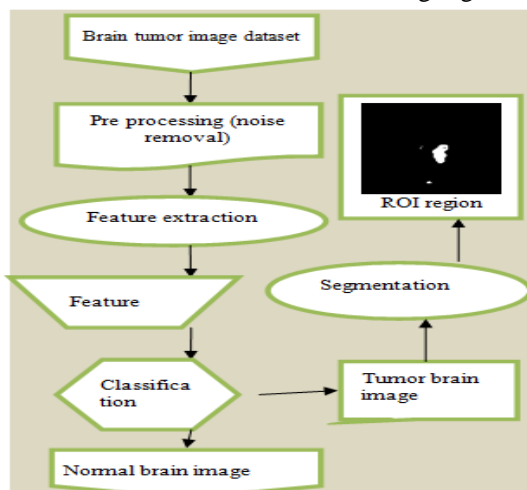 Brain tumor image dataset
Pre processing (noise
removal)
Feature extraction
Feature
Classifica
tion
Normal brain image
Tumor brain
image
Segmentation
ROI region